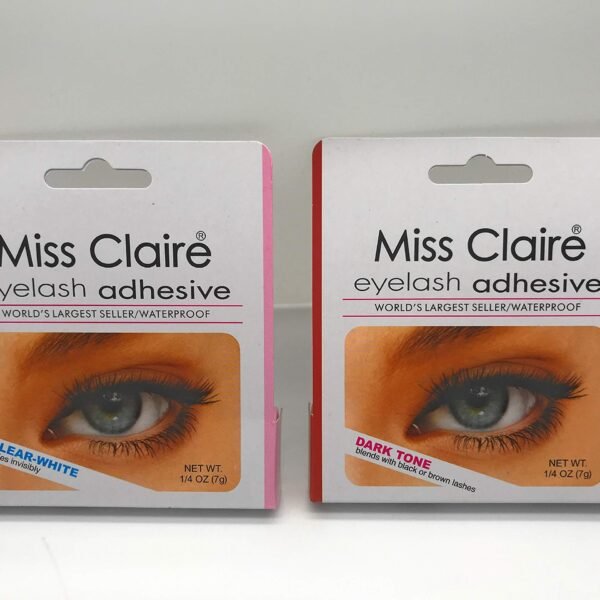 Miss Claire®
yelash adhesive
WORLD'S LARGEST SELLER/WATERPROOF
LEAR-WHITE
es invisibly
NET WT.
1/4 OZ (7g)
Miss Claire®
eyelash adhesive
WORLD'S LARGEST SELLER/WATERPROOF
DARK TONE
blends with black or brown lashes
NET WT.
1/4 OZ (7g)